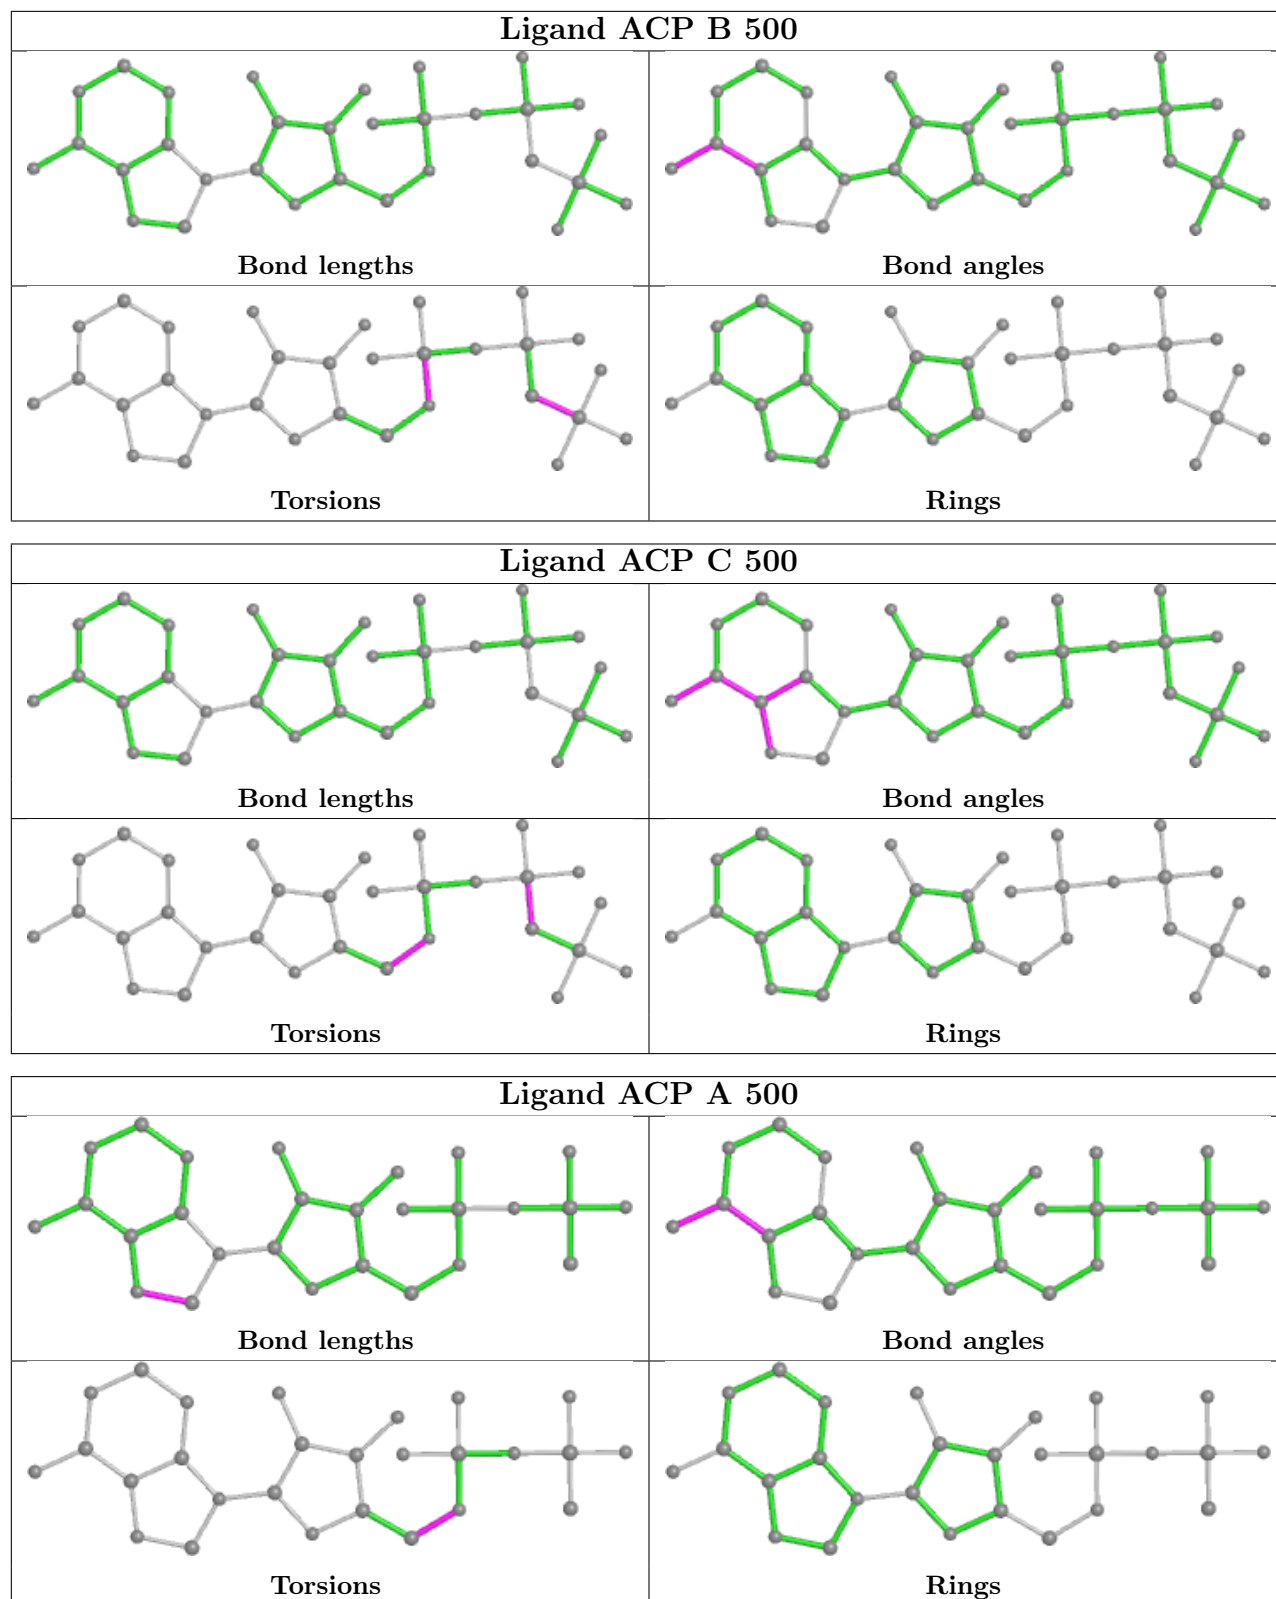 Ligand ACP B 500
Bond lengths
Bond angles
Torsions
Rings
Ligand ACP C 500
Bond lengths
Bond angles
Torsions
Rings
Ligand ACP A 500
Bond lengths
Bond angles
Torsions
Rings